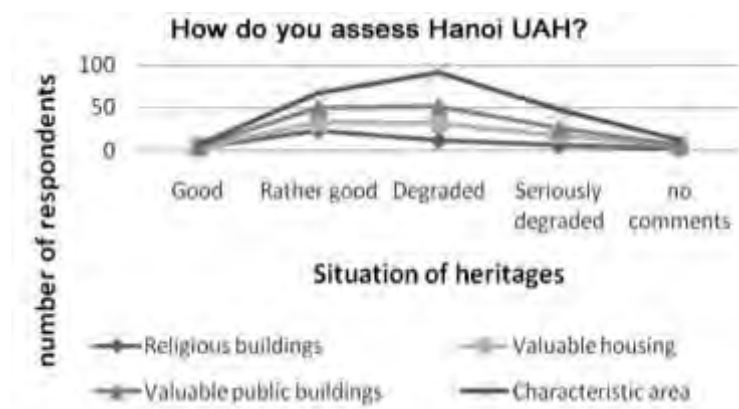 How do you assess Hanoi UAH?
number of respondents
100
50
0
Good
Rather good
Degraded
Seriously
degraded
no
comments
Situation of heritages
Religious buildings
Valuable housing
Valuable public buildings
Characteristic area